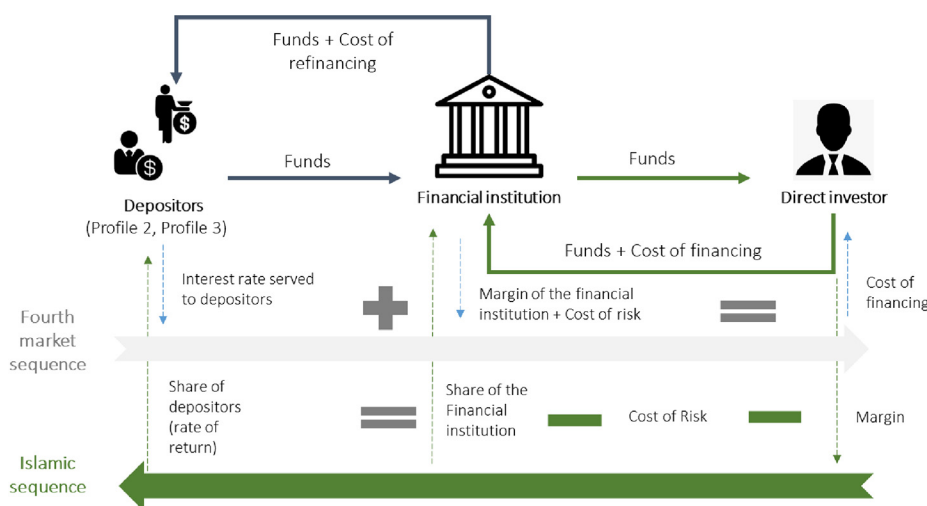 Funds + Cost of
refinancing
Funds
Funds
Depositors
(Profile 2, Profile 3)
Financial institution
Direct investor
Funds + Cost of financing
Interest rate served
to depositors
Margin of the financial
institution + Cost of risk
Cost of
financing
Fourth
market
sequence
Share of
depositors
(rate of
return)
Share of the
Financial
institution
Cost of Risk
Margin
Islamic
sequence